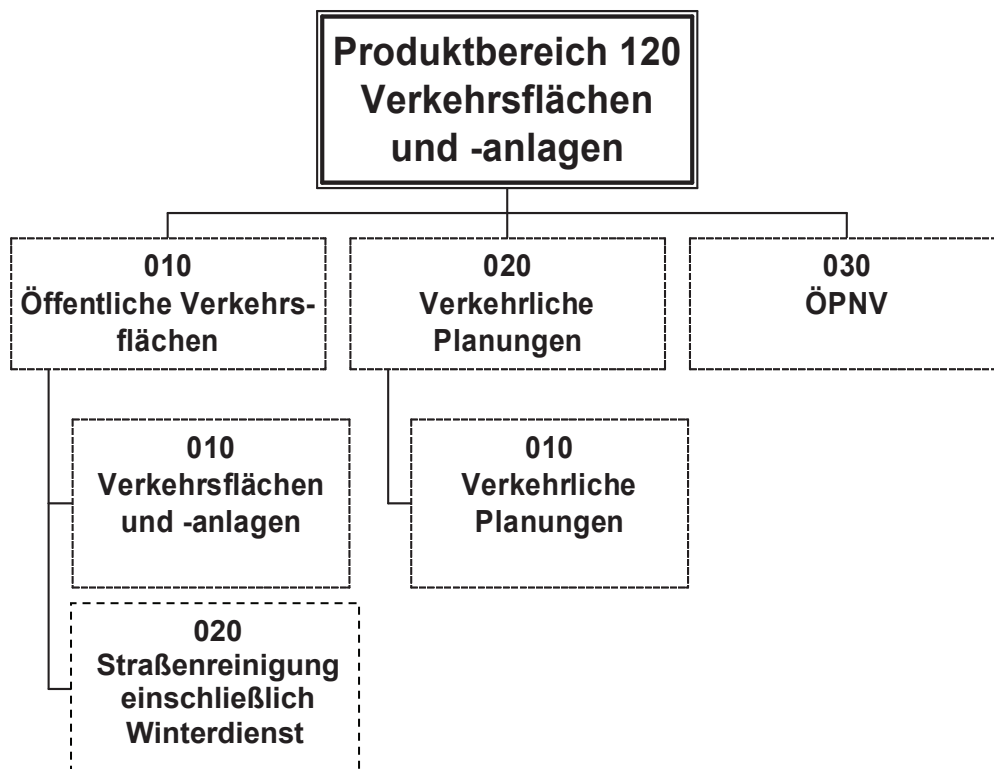 Produktbereich 120
Verkehrsflächen
und -anlagen
010
Öffentliche Verkehrs-
flächen
020
Verkehrliche
Planungen
030
ÖPNV
010
Verkehrsflächen
und -anlagen
010
Verkehrliche
Planungen
020
Straßenreinigung
einschließlich
Winterdienst